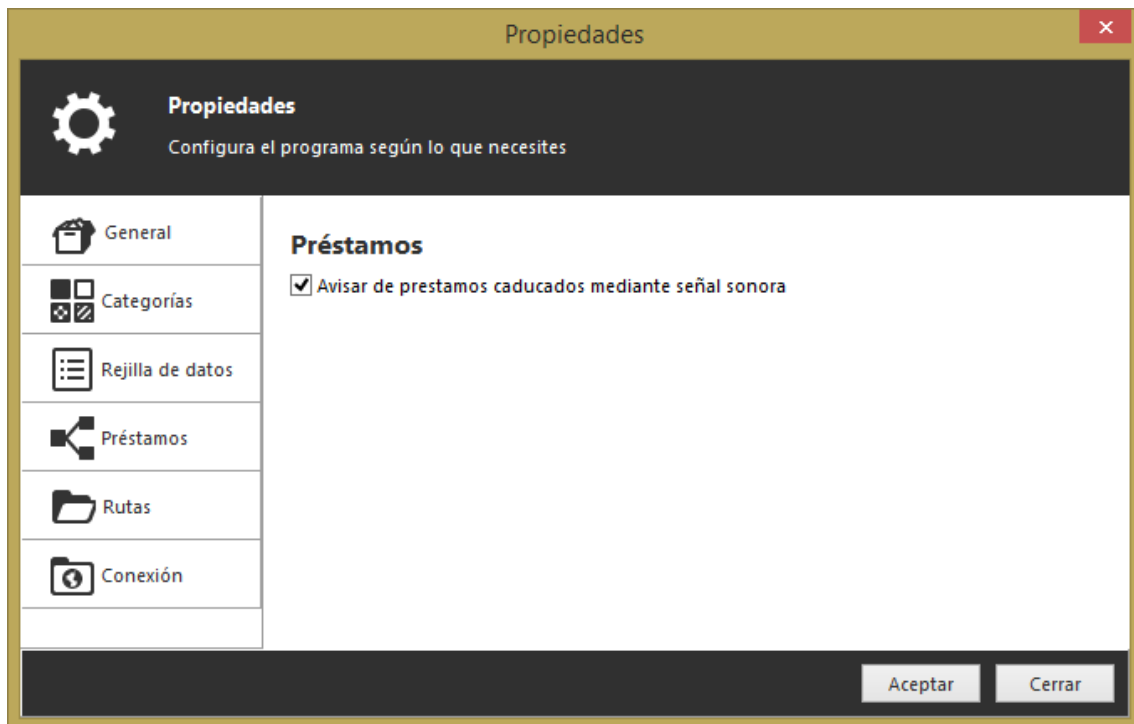 Propiedades
Propiedades
Configura el programa según lo que necesites
General
Categorías
Rejilla de datos
Préstamos
Rutas
Conexión
Préstamos
Avisar de prestamos caducados mediante señal sonora
Aceptar
Cerrar